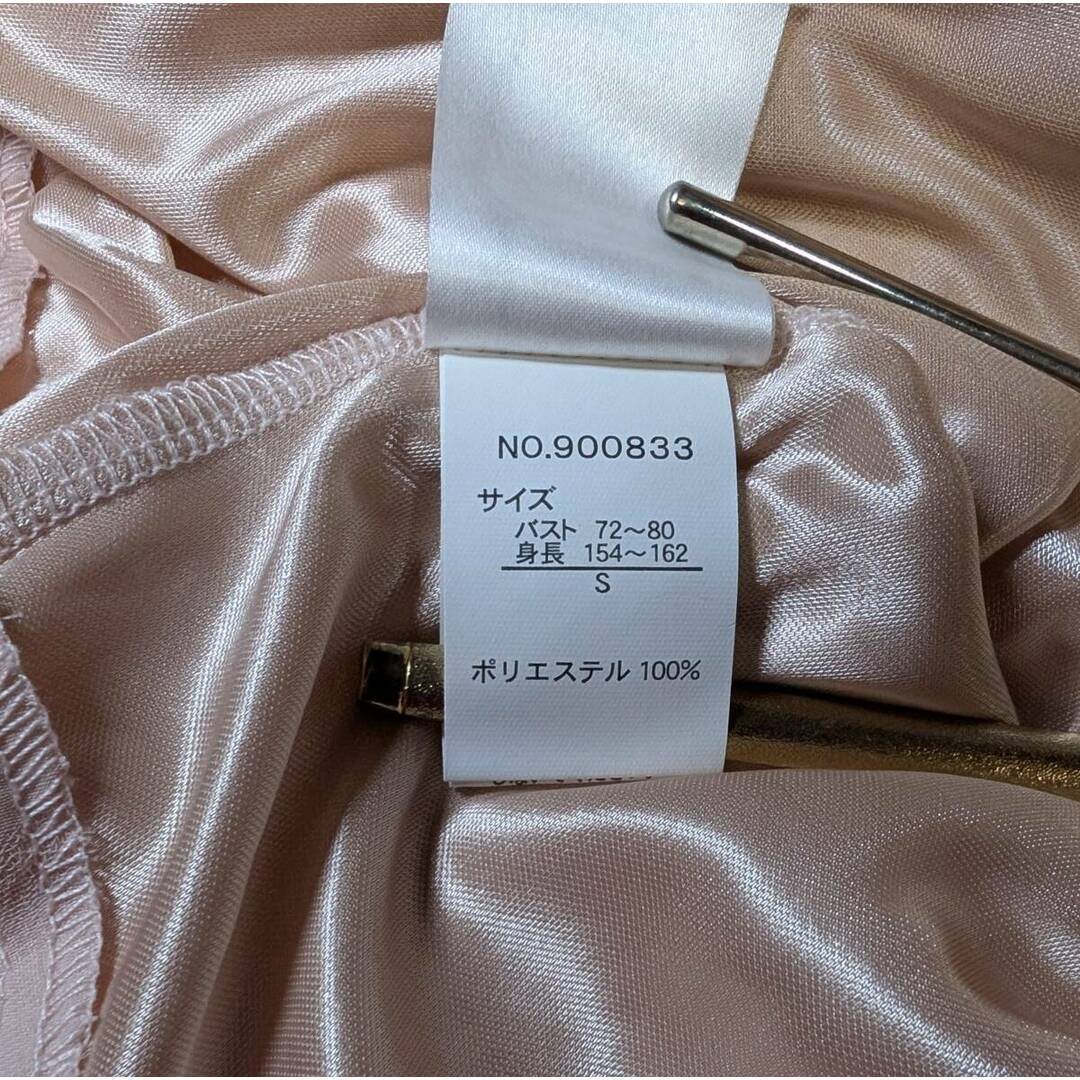 NO.900833
サイズ
バスト 72～80
身長 154～162
S
ポリエステル 100%